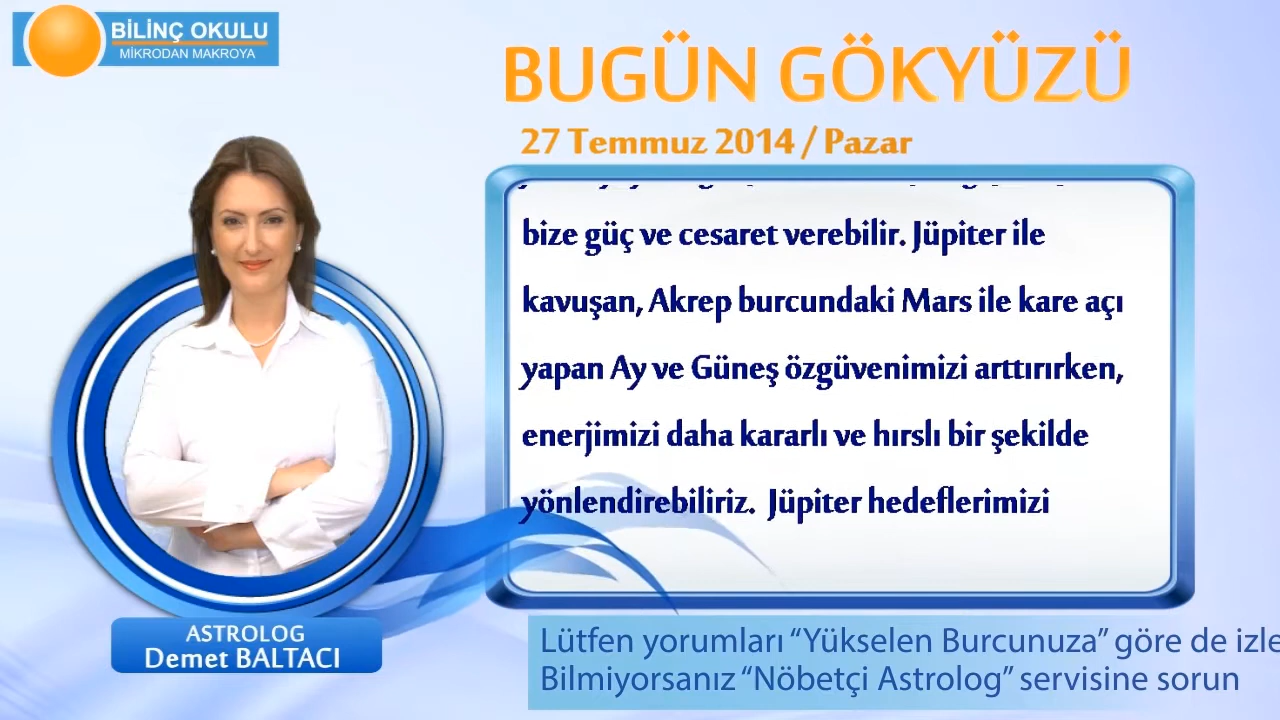 BİLİNÇ OKULU
MİKRODAN MAKROYA
BUGÜN GÖKYÜZÜ
27 Temmuz 2014 / Pazar
bize güç ve cesaret verebilir. Jüpiter ile
kavuşan, Akrep burcundaki Mars ile kare açı
yapan Ay ve Güneş özgüvenimizi arttırırken,
enerjimizi daha kararlı ve hırslı bir şekilde
yönlendirebiliriz. Jüpiter hedeflerimizi
ASTROLOG
Demet BALTACI
Lütfen yorumları “Yükselen Burcunuza” göre de izle
Bilmiyorsanız “Nöbetçi Astrolog” servisine sorun